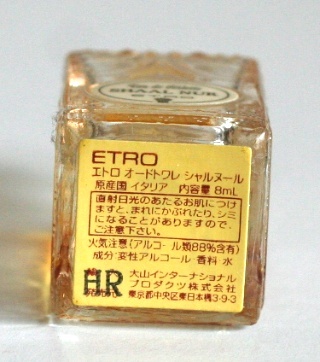 SHAAL NUR
ETRO
エトロ オードトワレ シャルヌール
原産国 イタリア 内容量 8mL
直射日光のあたるお肌につけ
ますと、まれにかぶれたり、シミ
になることがありますので、
ご注意下さい。
火気注意(アルコール類88%含有)
成分:変性アルコール・香料・水
HR 大山インターナショナル
プロダクツ株式会社
東京都中央区東日本橋3-9-3